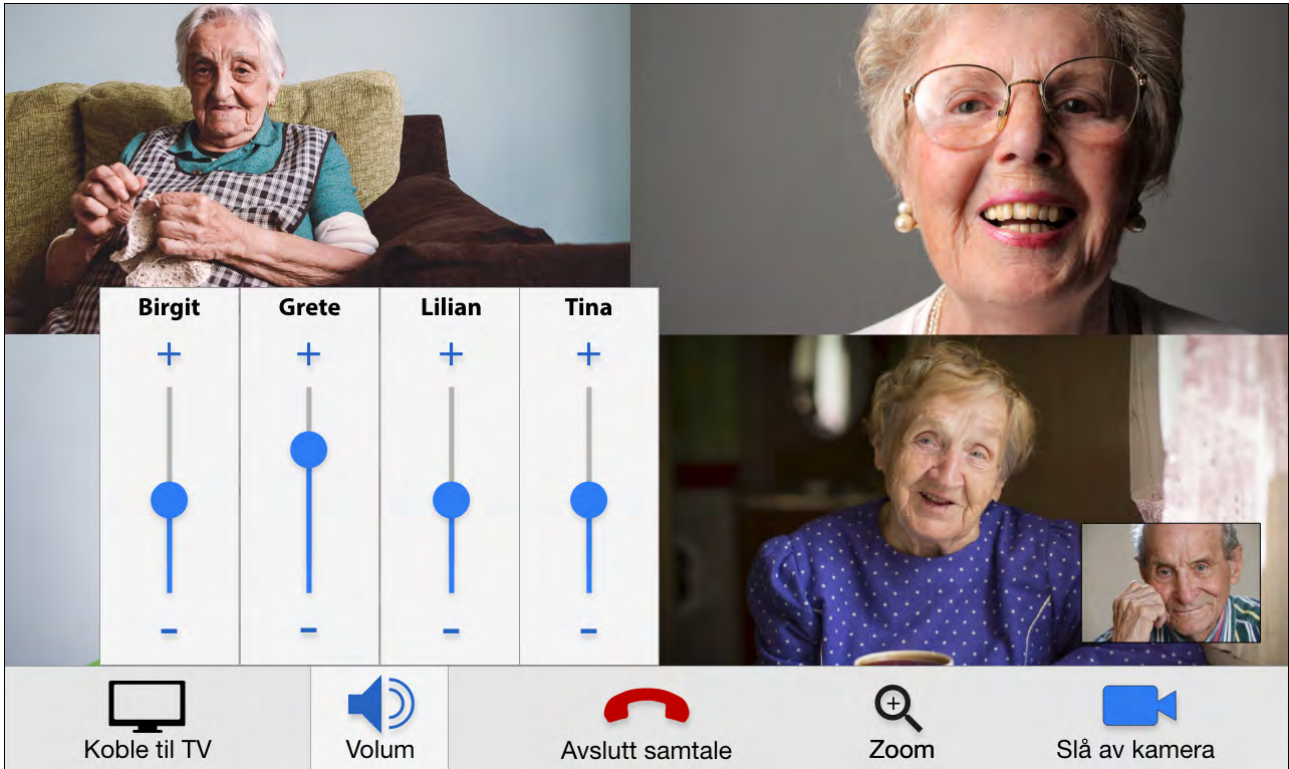 Birgit Grete Lilian Tina
+ + + +
- - - -
Koble til TV Volum Avslutt samtale Zoom Slå av kamera